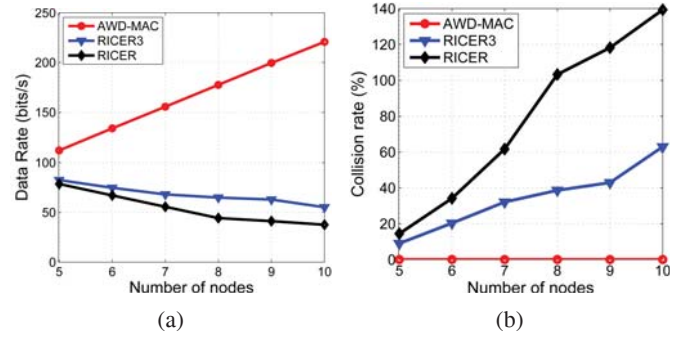 250
200
150
100
50
0
Data Rate (bits/s)
AWD-MAC
RICER3
RICER
5 6 7 8 9 10
Number of nodes
(a)
140
120
100
80
60
40
20
0
Collision rate (%)
AWD-MAC
RICER3
RICER
5 6 7 8 9 10
Number of nodes
(b)